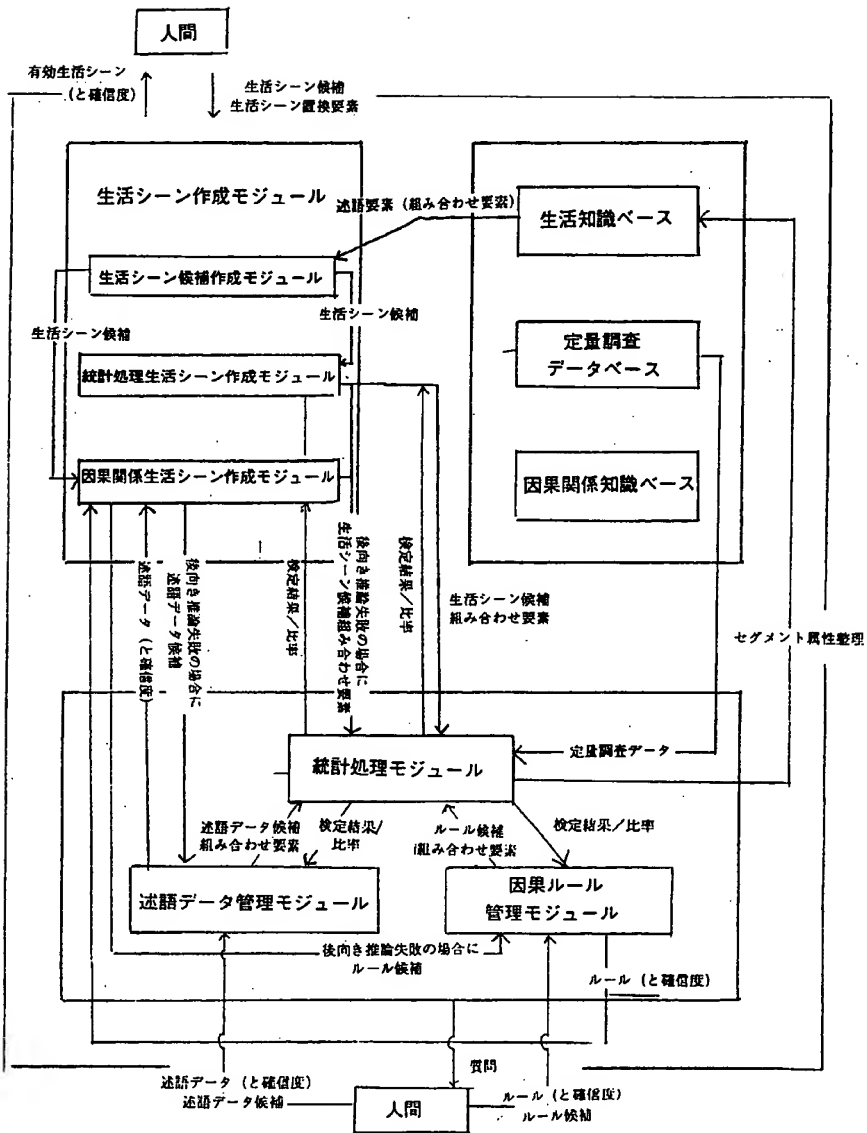 人間
有効生活シーン
(と確信度)
生活シーン候補
生活シーン置換要素
生活シーン作成モジュール
述語要素 (組み合わせ要素)
生活知識ベース
生活シーン候補作成モジュール
生活シーン候補
生活シーン候補
定量調査
データベース
統計処理生活シーン作成モジュール
因果関係生活シーン作成モジュール
因果関係知識ベース
述語データ (と確信度)
後向き推論失敗の場合に
述語データ候補
検定結果/比率
後向き推論失敗の場合に
生活シーン候補組み合わせ要素
検定結果/比率
生活シーン候補
組み合わせ要素
セグメント属性整理
統計処理モジュール
定量調査データ
述語データ候補
組み合わせ要素
検定結果/
比率
ルール候補
組み合わせ要素
検定結果/比率
述語データ管理モジュール
因果ルール
管理モジュール
後向き推論失敗の場合に
ルール候補
ルール (と確信度)
質問
述語データ (と確信度)
述語データ候補
人間
ルール (と確信度)
ルール候補